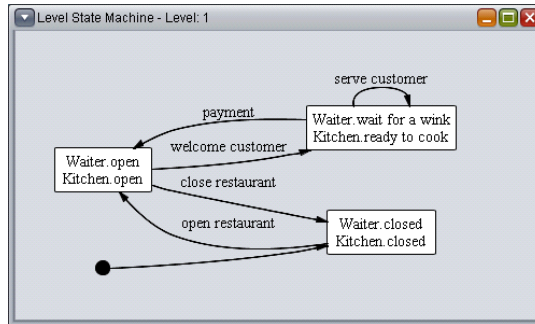 Level State Machine - Level: 1
serve customer
payment
Waiter.wait for a wink
Kitchen.ready to cook
welcome customer
Waiter.open
Kitchen.open
close restaurant
open restaurant
Waiter.closed
Kitchen.closed